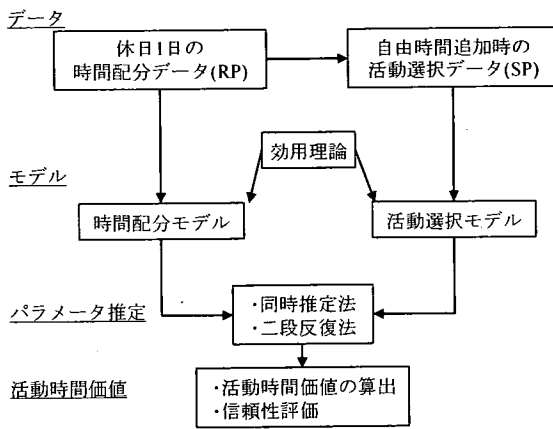 データ
休日1日の
時間配分データ(RP)
自由時間追加時の
活動選択データ(SP)
効用理論
モデル
時間配分モデル
活動選択モデル
パラメータ推定
・同時推定法
・二段反復法
活動時間価値
・活動時間価値の算出
・信頼性評価